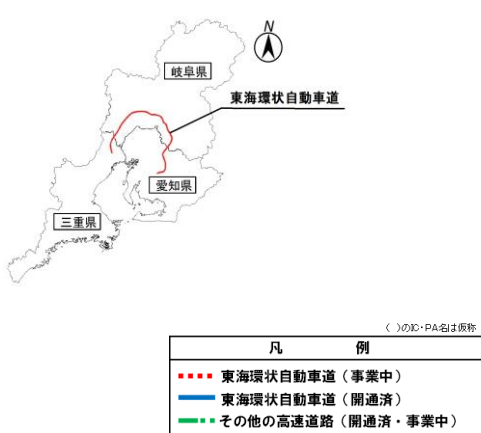 N
岐阜県
東海環状自動車道
愛知県
三重県
( )のIC・PA名は仮称
凡 例
東海環状自動車道（事業中）
東海環状自動車道（開通済）
その他の高速道路（開通済・事業中）